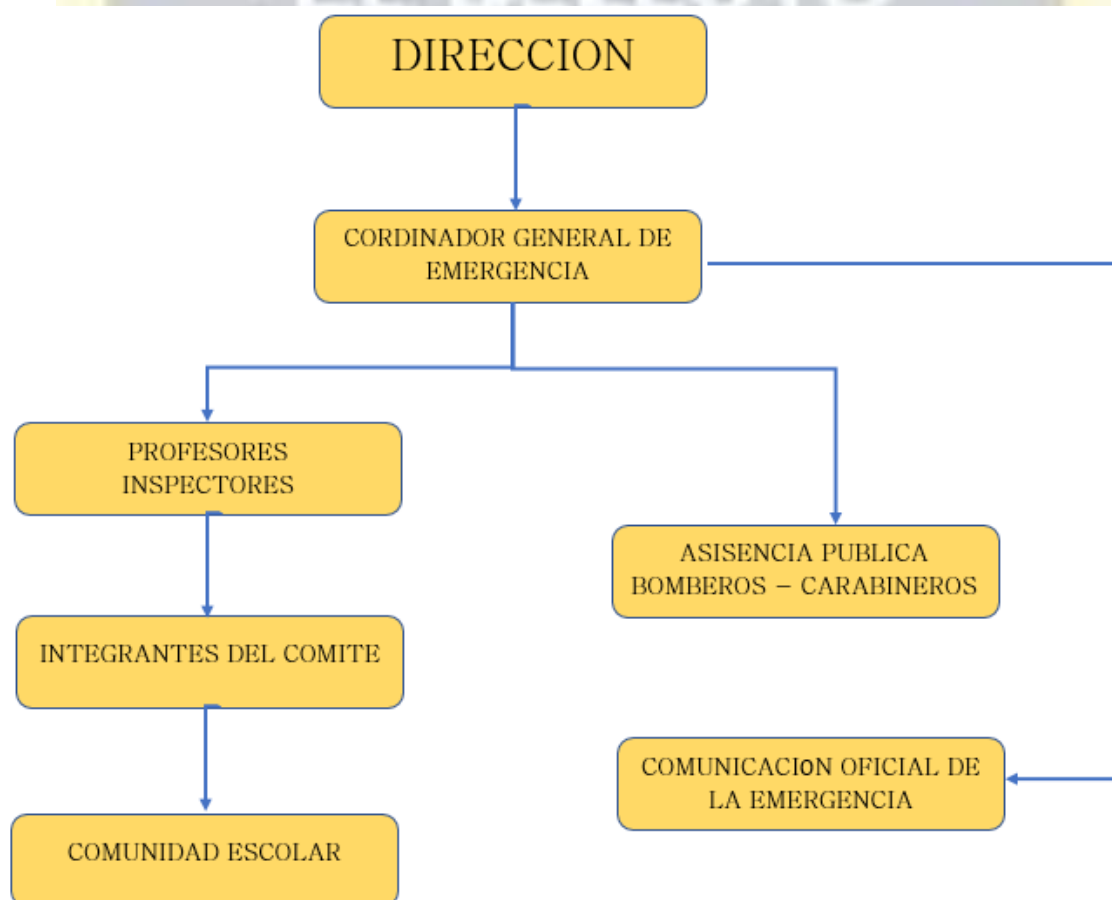 DIRECCION
CORDINADOR GENERAL DE
EMERGENCIA
PROFESORES
INSPECTORES
ASISENCIA PUBLICA
BOMBEROS – CARABINEROS
INTEGRANTES DEL COMITE
COMUNICACIoN OFICIAL DE
LA EMERGENCIA
COMUNIDAD ESCOLAR